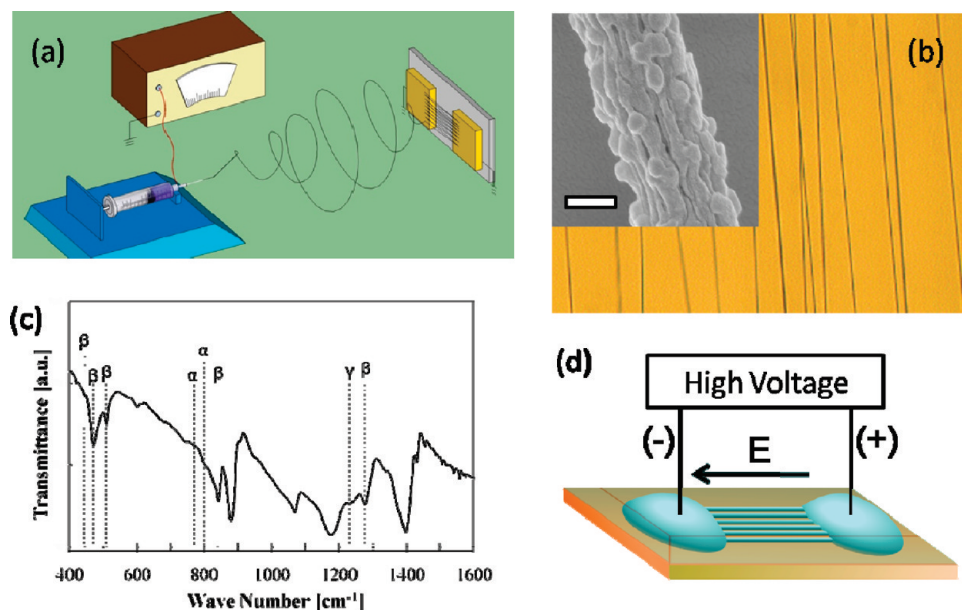 (a)
(b)
(c)
β
β β
α
α β
γ β
Transmittance [a.u.]
400 600 800 1000 1200 1400 1600
Wave Number [cm⁻¹]
(d)
High Voltage
(-) (+)
E